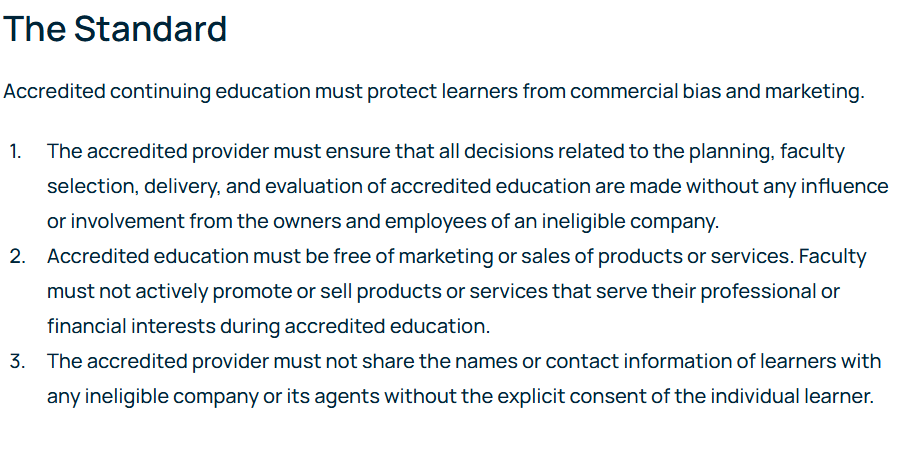 The Standard
Accredited continuing education must protect learners from commercial bias and marketing.
1. The accredited provider must ensure that all decisions related to the planning, faculty
selection, delivery, and evaluation of accredited education are made without any influence
or involvement from the owners and employees of an ineligible company.
2. Accredited education must be free of marketing or sales of products or services. Faculty
must not actively promote or sell products or services that serve their professional or
financial interests during accredited education.
3. The accredited provider must not share the names or contact information of learners with
any ineligible company or its agents without the explicit consent of the individual learner.